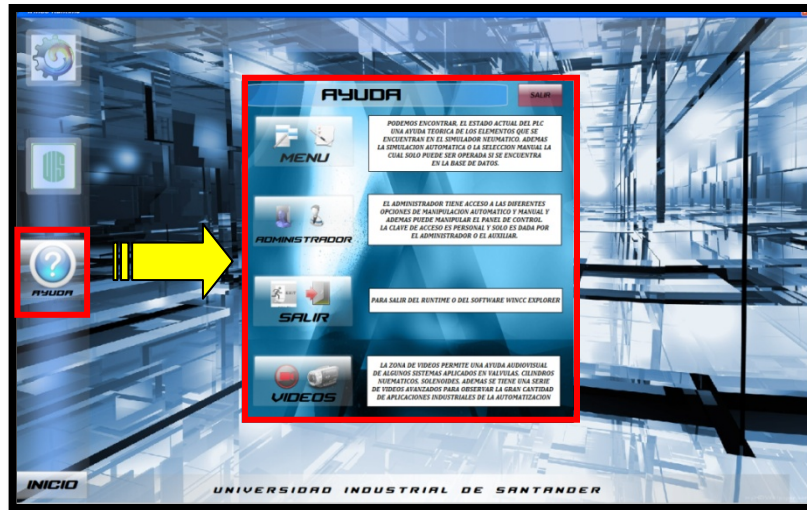 AYUDA
SALIR
MENU
PODEMOS ENCONTRAR. EL ESTADO ACTUAL DEL PLC
UNA AYUDA TEORICA DE LOS ELEMENTOS QUE SE
ENCUENTRAN EN EL SIMULADOR NEUMATICO. ADEMAS
LA SIMULACION AUTOMATICA O LA SELECCION MANUAL LA
CUAL SOLO PUEDE SER OPERADA SI SE ENCUENTRA
EN LA BASE DE DATOS.
ADMINISTRADOR
EL ADMINISTRADOR TIENE ACCESO A LAS DIFERENTES
OPCIONES DE MANIPULACION AUTOMATICO Y MANUAL Y
ADEMAS PUEDE MANIPULAR EL PANEL DE CONTROL.
LA CLAVE DE ACCESO ES PERSONAL Y SOLO ES DADA POR
EL ADMINISTRADOR O EL AUXILIAR.
SALIR
PARA SALIR DEL RUNTIME O DEL SOFTWARE WINCC EXPLORER
VIDEOS
LA ZONA DE VIDEOS PERMITE UNA AYUDA AUDIOVISUAL
DE ALGUNOS SISTEMAS APLICADOS EN VALVULAS, CILINDROS
NUEMATICOS, SOLENOIDES. ADEMAS SE TIENE UNA SERIE
DE VIDEOS AVANZADOS PARA OBSERVAR LA GRAN CANTIDAD
DE APLICACIONES INDUSTRIALES DE LA AUTOMATIZACION
UIS
AYUDA
INICIO
UNIVERSIDAD INDUSTRIAL DE SANTANDER